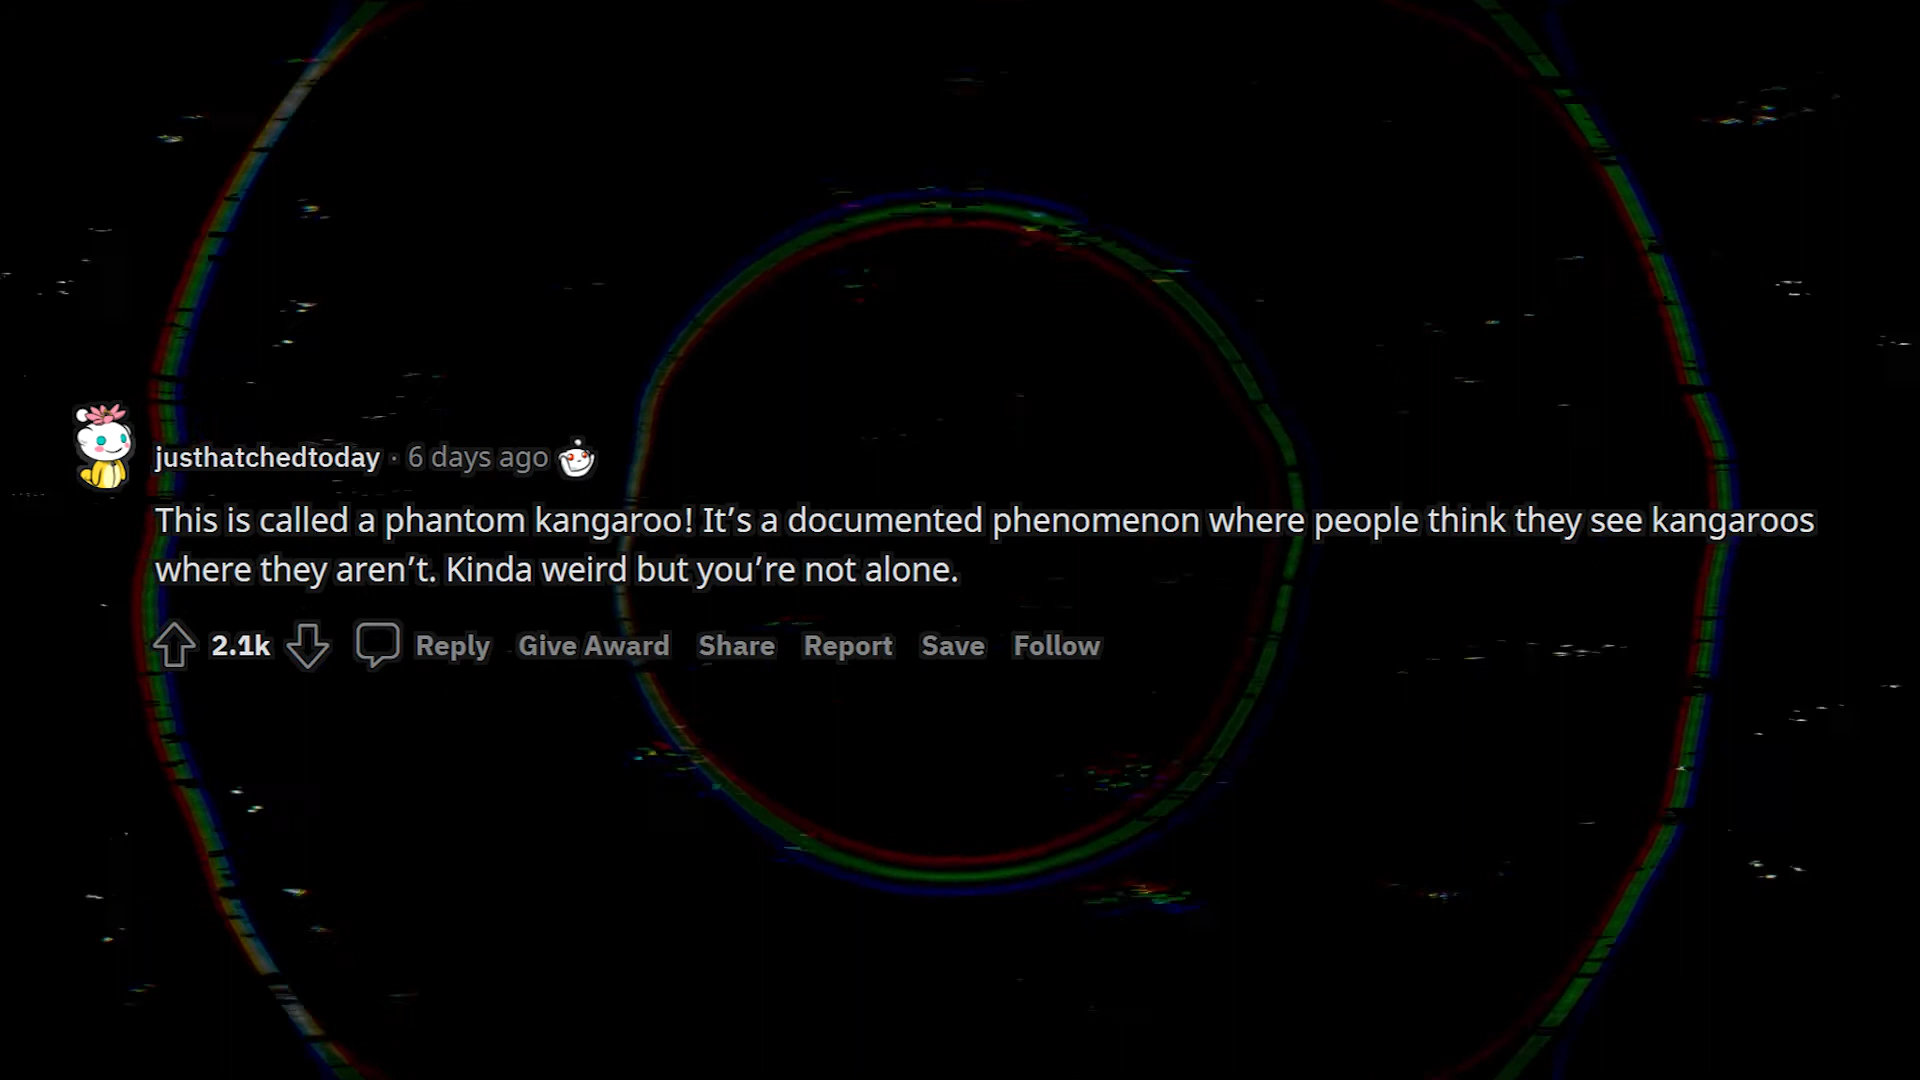 justhatchedtoday · 6 days ago
This is called a phantom kangaroo! It’s a documented phenomenon where people think they see kangaroos
where they aren’t. Kinda weird but you’re not alone.
2.1k Reply Give Award Share Report Save Follow